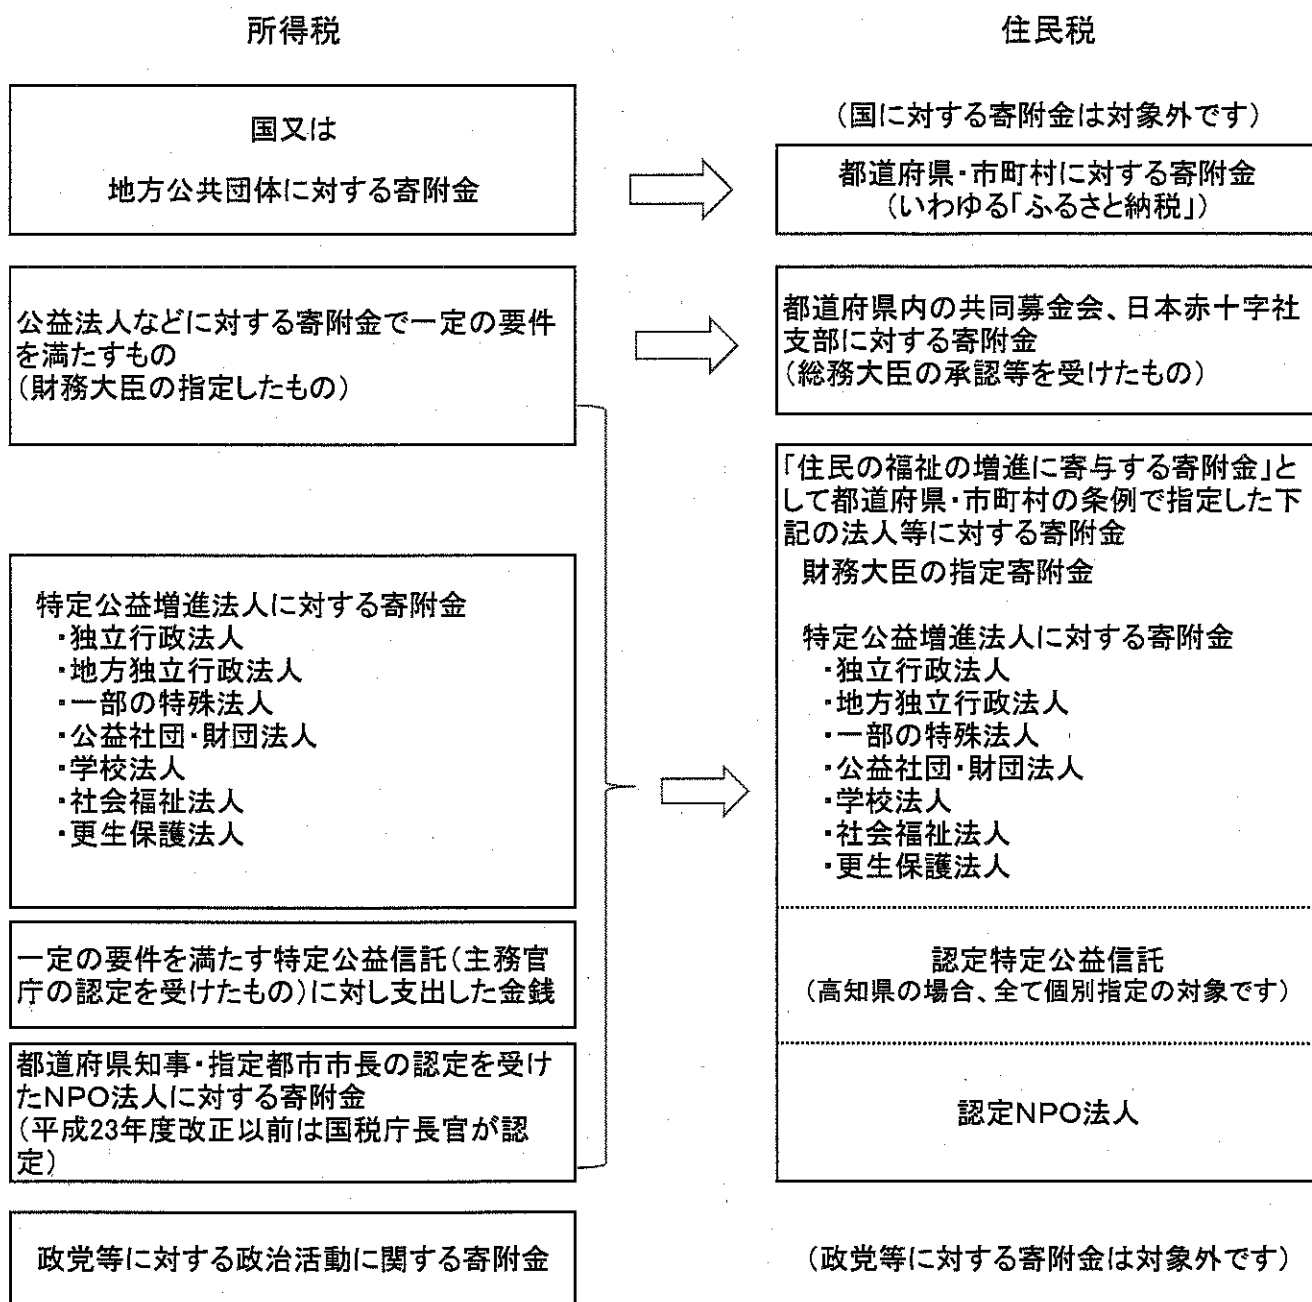 所得税
住民税
国又は
地方公共団体に対する寄附金
(国に対する寄附金は対象外です)
都道府県・市町村に対する寄附金
(いわゆる「ふるさと納税」)
公益法人などに対する寄附金で一定の要件
を満たすもの
(財務大臣の指定したもの)
都道府県内の共同募金会、日本赤十字社
支部に対する寄附金
(総務大臣の承認等を受けたもの)
特定公益増進法人に対する寄附金
・独立行政法人
・地方独立行政法人
・一部の特殊法人
・公益社団・財団法人
・学校法人
・社会福祉法人
・更生保護法人
「住民の福祉の増進に寄与する寄附金」と
して都道府県・市町村の条例で指定した下
記の法人等に対する寄附金
財務大臣の指定寄附金
特定公益増進法人に対する寄附金
・独立行政法人
・地方独立行政法人
・一部の特殊法人
・公益社団・財団法人
・学校法人
・社会福祉法人
・更生保護法人
一定の要件を満たす特定公益信託(主務官
庁の認定を受けたもの)に対し支出した金銭
認定特定公益信託
(高知県の場合、全て個別指定の対象です)
都道府県知事・指定都市市長の認定を受け
たNPO法人に対する寄附金
(平成23年度改正以前は国税庁長官が認
定)
認定NPO法人
政党等に対する政治活動に関する寄附金
(政党等に対する寄附金は対象外です)